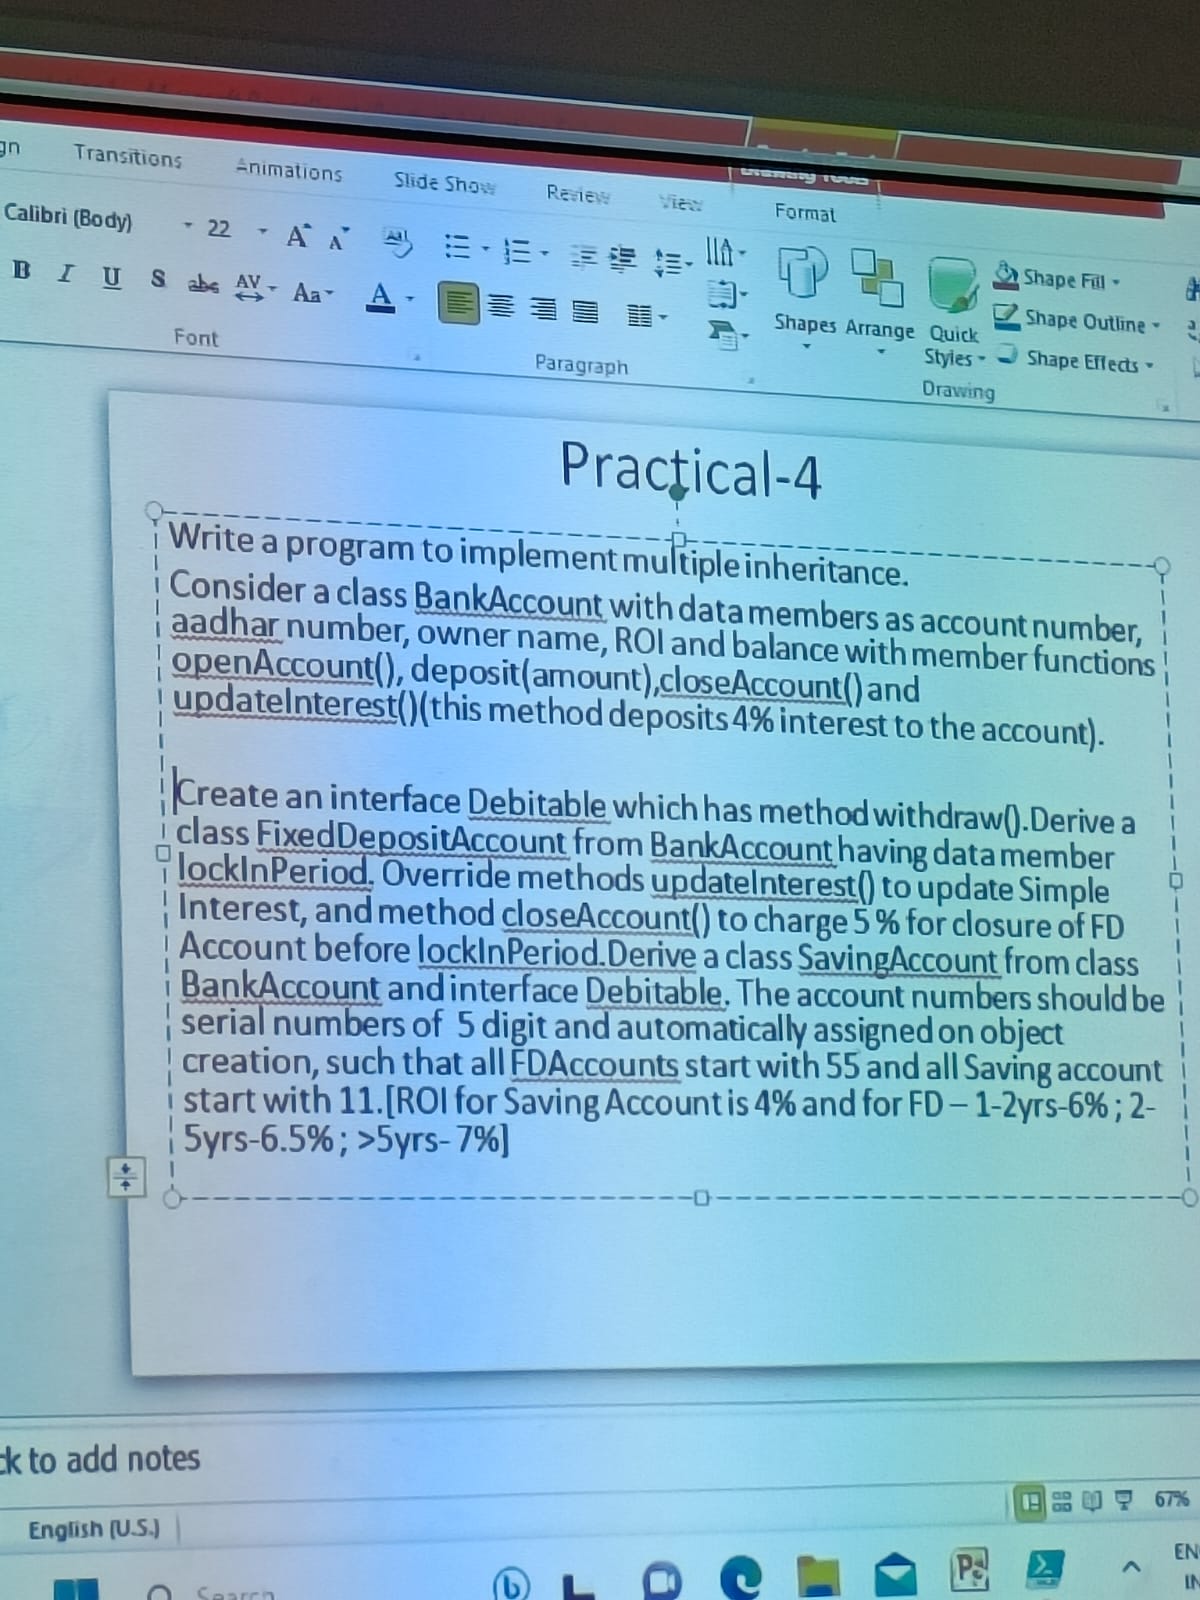 Transitions Animations Slide Show Review View Format
Calibri (Body) 22 A A Aa
B I U S abc AV Aa A
Shapes Arrange Quick Styles
Shape Fill
Shape Outline
Shape Effects
Font Paragraph Drawing
Practical-4
Write a program to implement multiple inheritance.
Consider a class BankAccount with data members as account number,
aadhar number, owner name, ROI and balance with member functions
openAccount(), deposit(amount),closeAccount() and
updateInterest()(this method deposits 4% interest to the account).
Create an interface Debitable which has method withdraw().Derive a
class FixedDepositAccount from BankAccount having data member
lockInPeriod. Override methods updateInterest() to update Simple
Interest, and method closeAccount() to charge 5 % for closure of FD
Account before lockInPeriod.Derive a class SavingAccount from class
BankAccount and interface Debitable. The account numbers should be
serial numbers of 5 digit and automatically assigned on object
creation, such that all FDAccounts start with 55 and all Saving account
start with 11.[ROI for Saving Account is 4% and for FD – 1-2yrs-6% ; 2-
5yrs-6.5% ; >5yrs- 7%]
to add notes
English (U.S.)
67%
Search